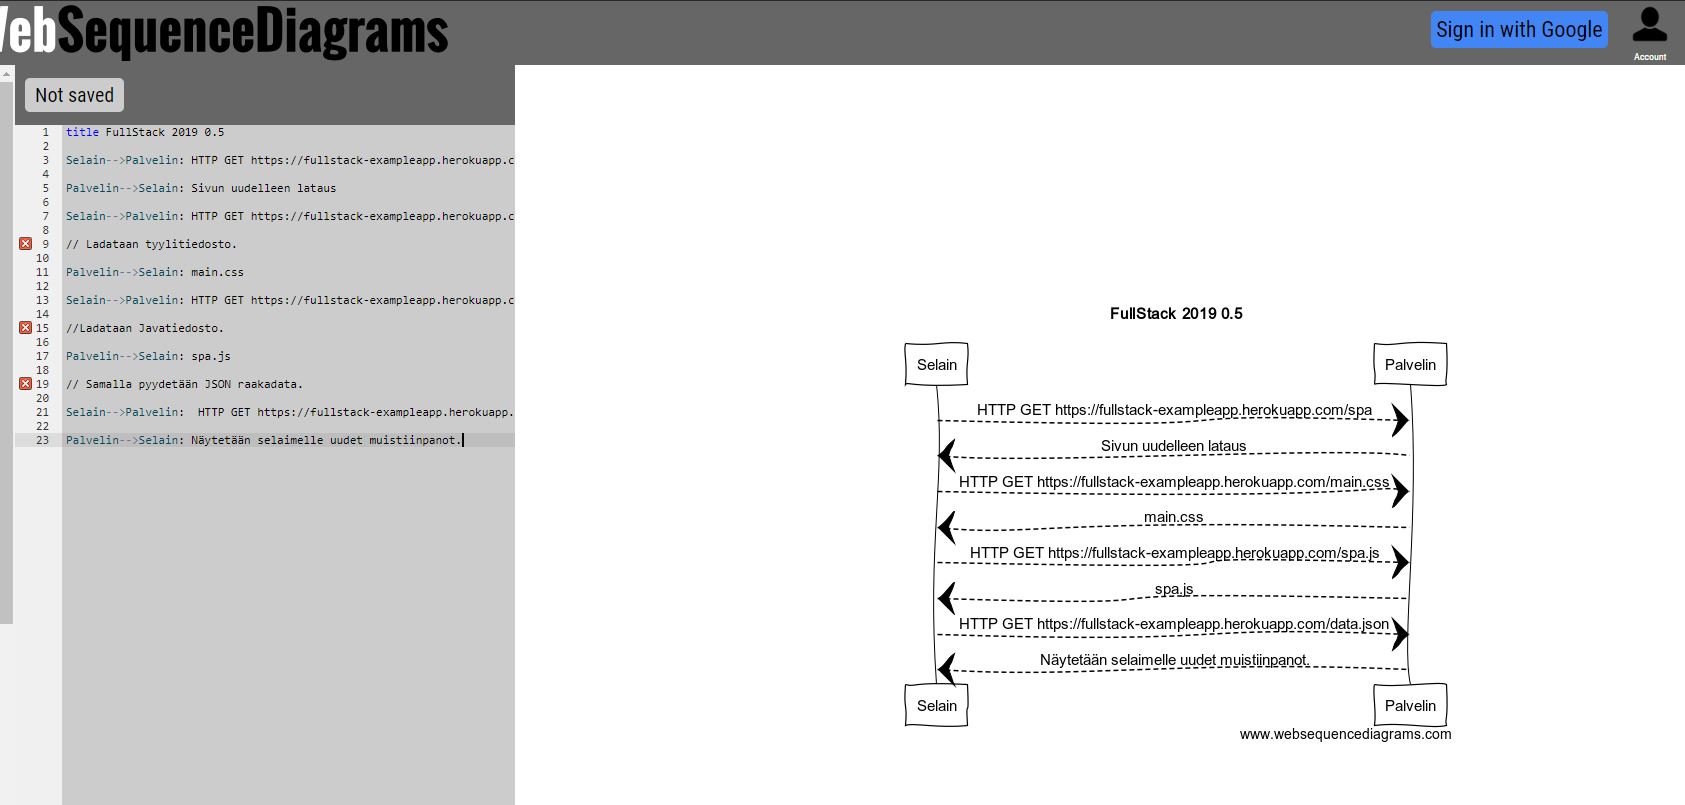 WebSequenceDiagrams
Sign in with Google
Account
Not saved
1 title FullStack 2019 0.5
2
3 Selain-->Palvelin: HTTP GET https://fullstack-exampleapp.herokuapp.c
4
5 Palvelin-->Selain: Sivun uudelleen lataus
6
7 Selain-->Palvelin: HTTP GET https://fullstack-exampleapp.herokuapp.c
8
9 // Ladataan tyylitiedosto.
10
11 Palvelin-->Selain: main.css
12
13 Selain-->Palvelin: HTTP GET https://fullstack-exampleapp.herokuapp.c
14
15 //Ladataan Javatiedosto.
16
17 Palvelin-->Selain: spa.js
18
19 // Samalla pyydetään JSON raakadata.
20
21 Selain-->Palvelin:  HTTP GET https://fullstack-exampleapp.herokuapp.
22
23 Palvelin-->Selain: Näytetään selaimelle uudet muistiinpanot.
FullStack 2019 0.5
Selain
Palvelin
HTTP GET https://fullstack-exampleapp.herokuapp.com/spa
Sivun uudelleen lataus
HTTP GET https://fullstack-exampleapp.herokuapp.com/main.css
main.css
HTTP GET https://fullstack-exampleapp.herokuapp.com/spa.js
spa.js
HTTP GET https://fullstack-exampleapp.herokuapp.com/data.json
Näytetään selaimelle uudet muistiinpanot.
Selain
Palvelin
www.websequencediagrams.com